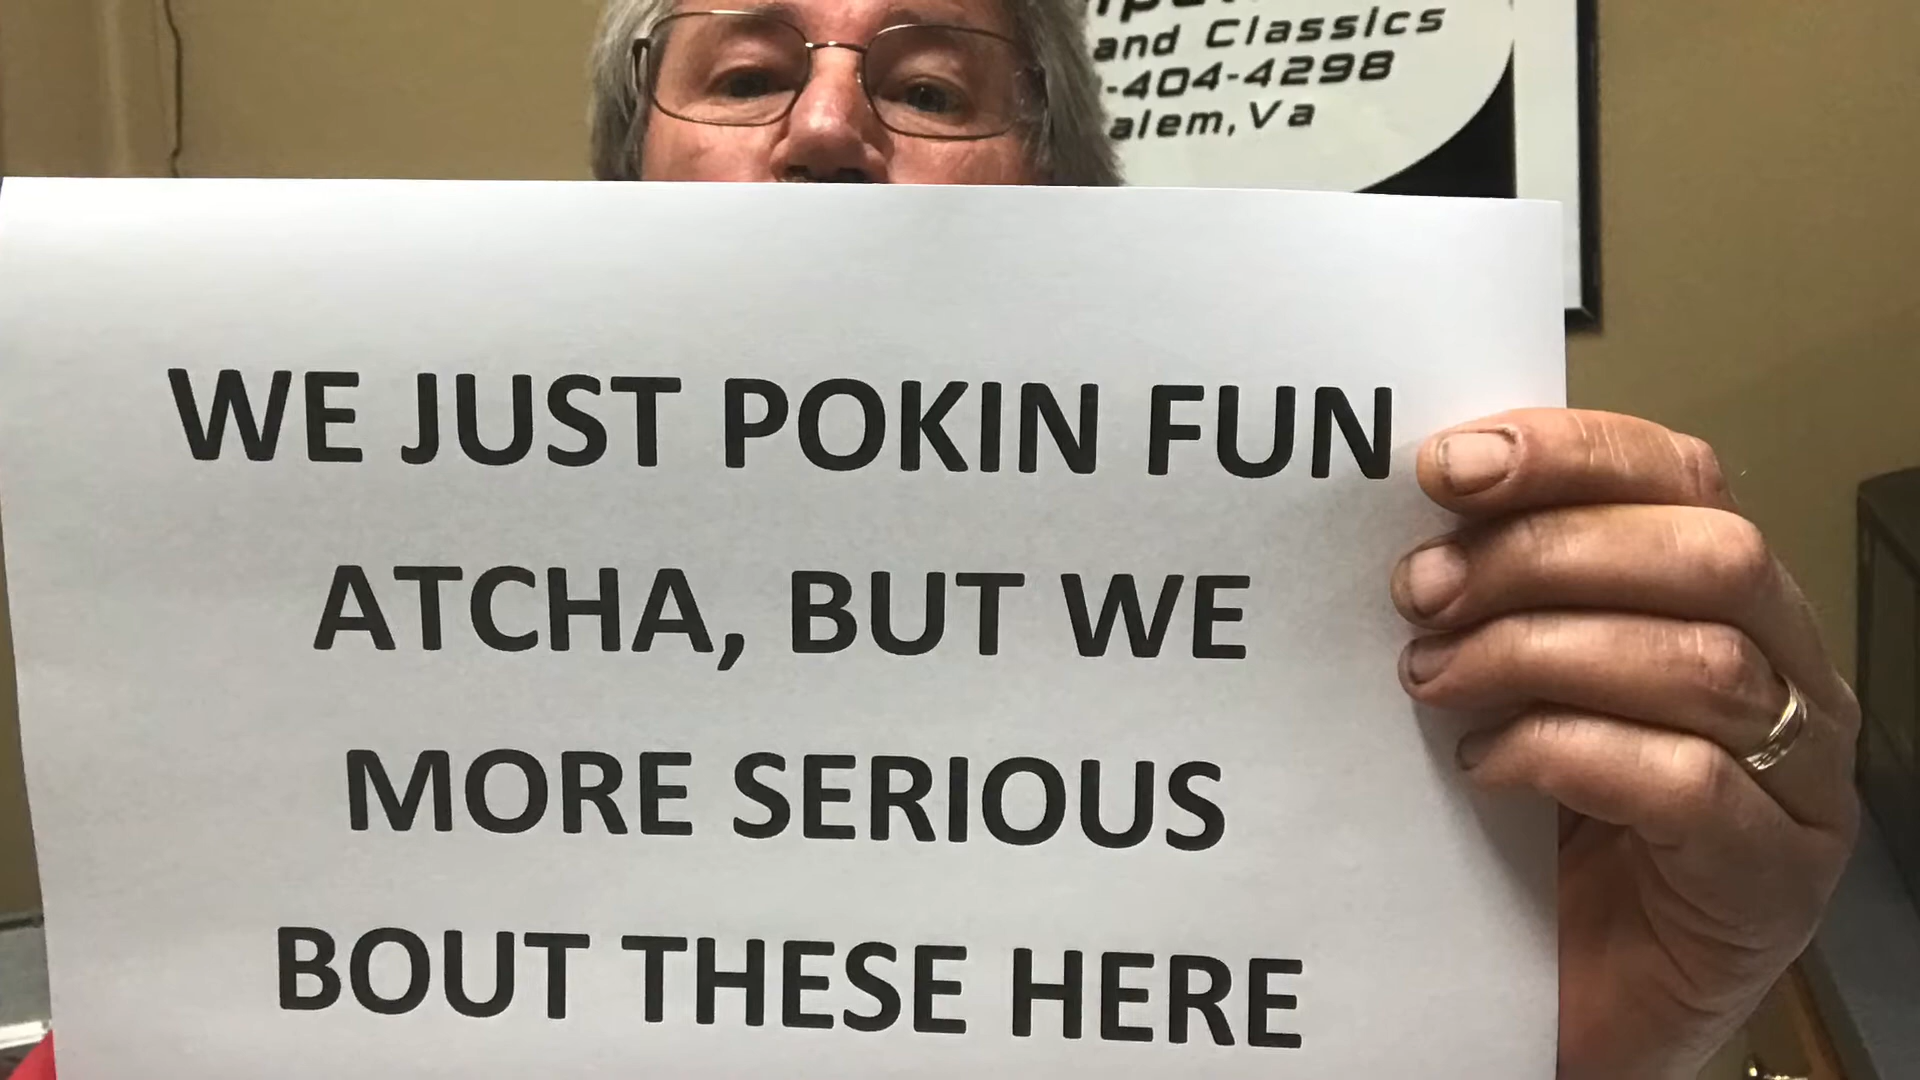 and Classics
-404-4298
alem, Va
WE JUST POKIN FUN
ATCHA, BUT WE
MORE SERIOUS
BOUT THESE HERE